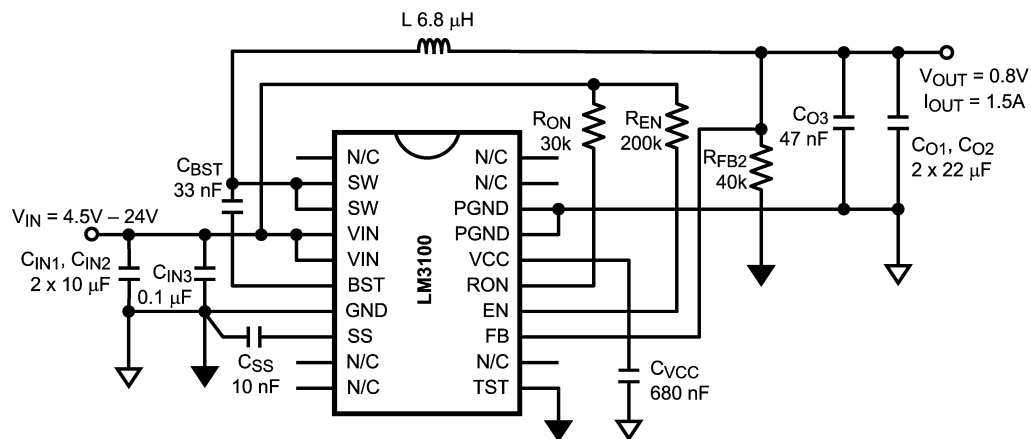 L 6.8 μH
VOUT = 0.8V
IOUT = 1.5A
RON
30k
REN
200k
CO3
47 nF
CO1, CO2
2 x 22 μF
RFB2
40k
CBST
33 nF
VIN = 4.5V – 24V
CIN1, CIN2
2 x 10 μF
CIN3
0.1 μF
CSS
10 nF
LM3100
N/C
SW
SW
VIN
VIN
BST
GND
SS
N/C
N/C
N/C
N/C
PGND
PGND
VCC
RON
EN
FB
N/C
TST
CVCC
680 nF